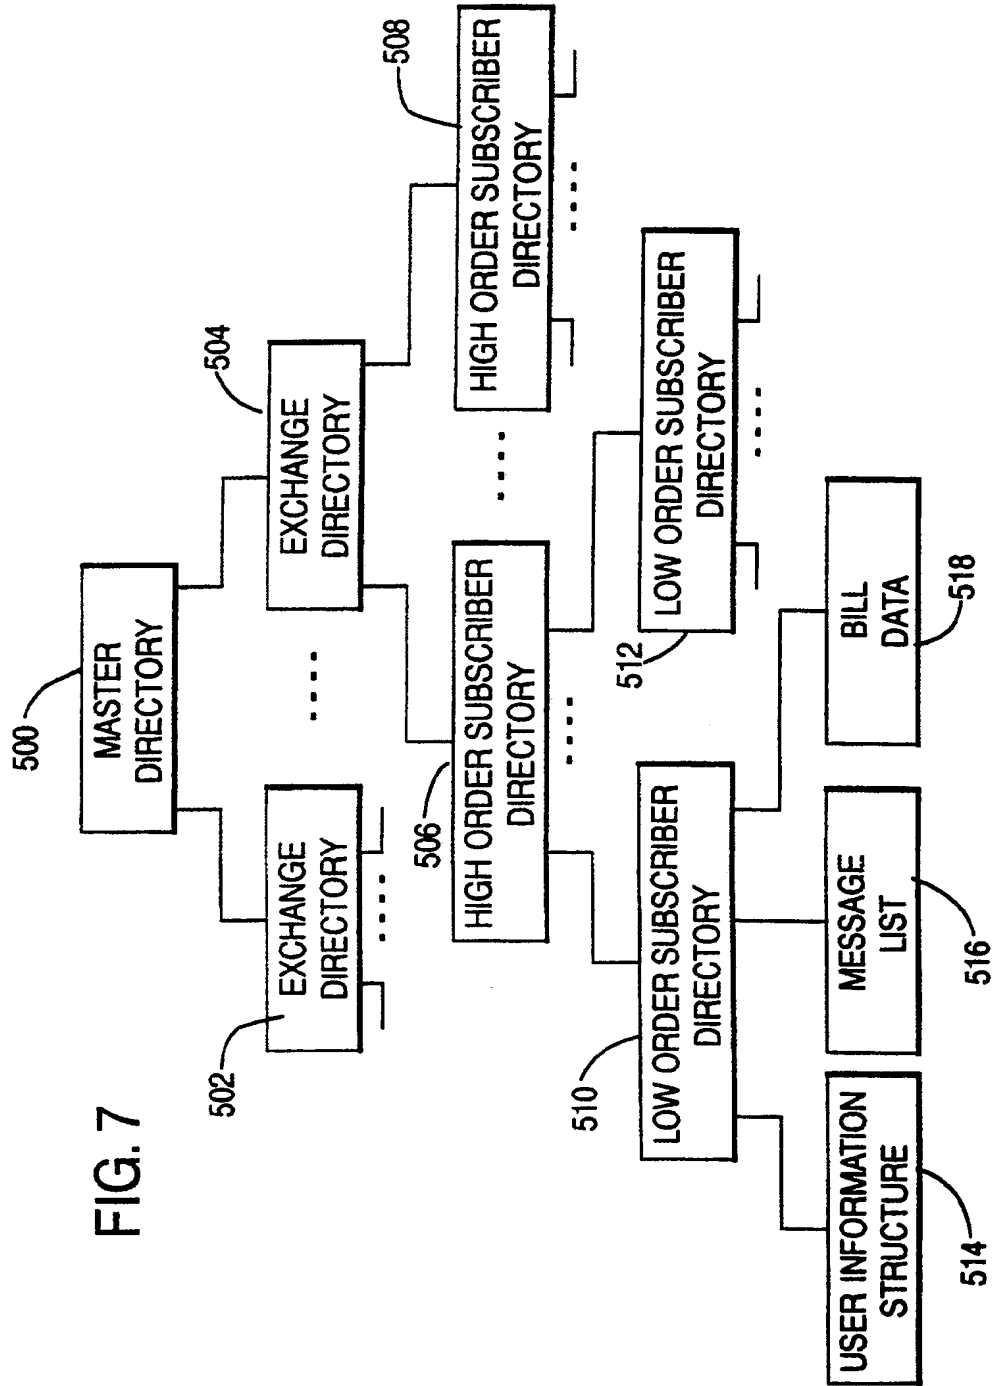 FIG. 7
500
MASTER
DIRECTORY
502
EXCHANGE
DIRECTORY
....
504
EXCHANGE
DIRECTORY
....
506
HIGH ORDER SUBSCRIBER
DIRECTORY
....
508
HIGH ORDER SUBSCRIBER
DIRECTORY
....
....
510
LOW ORDER SUBSCRIBER
DIRECTORY
512
LOW ORDER SUBSCRIBER
DIRECTORY
....
USER INFORMATION
STRUCTURE
514
MESSAGE
LIST
516
BILL
DATA
518